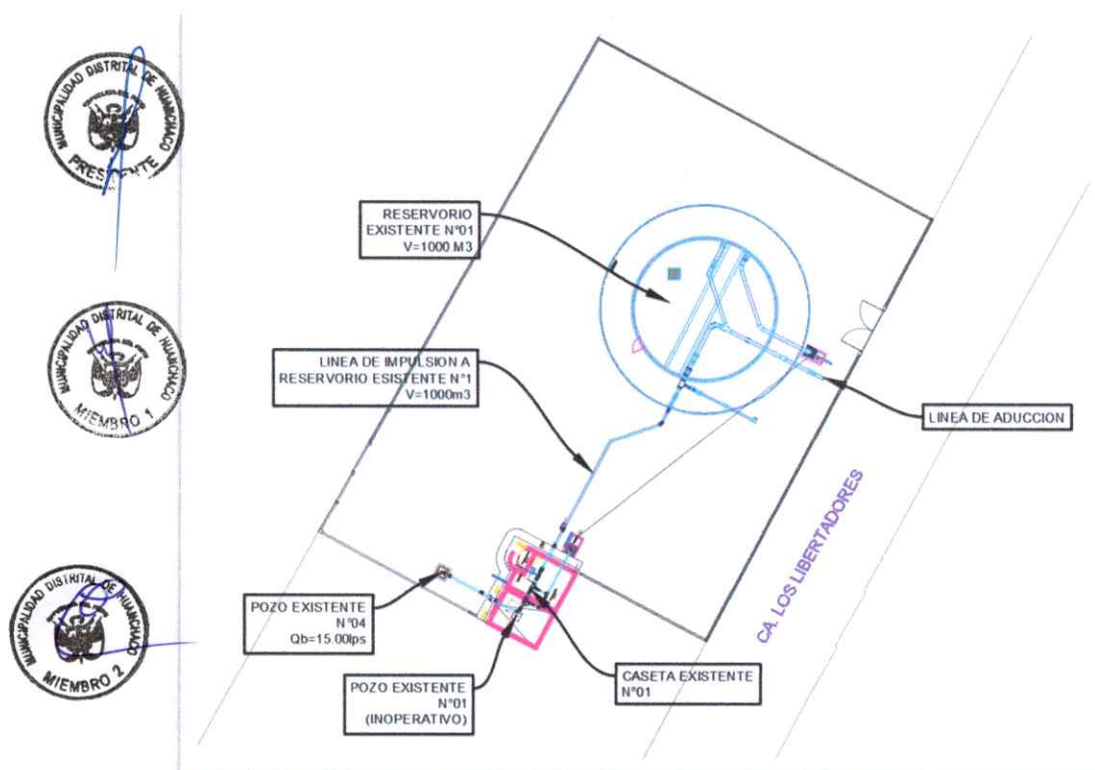 MUNICIPALIDAD DISTRITAL DE HUANCHACO
PRESIDENTE
MUNICIPALIDAD DISTRITAL DE HUANCHACO
MIEMBRO 1
MUNICIPALIDAD DISTRITAL DE HUANCHACO
MIEMBRO 2
RESERVORIO
EXISTENTE N°01
V=1000 M3
LINEA DE IMPULSION A
RESERVORIO ESISTENTE N°1
V=1000m3
LINEA DE ADUCCION
CA. LOS LIBERTADORES
POZO EXISTENTE
N°04
Qb=15.00lps
POZO EXISTENTE
N°01
(INOPERATIVO)
CASETA EXISTENTE
N°01